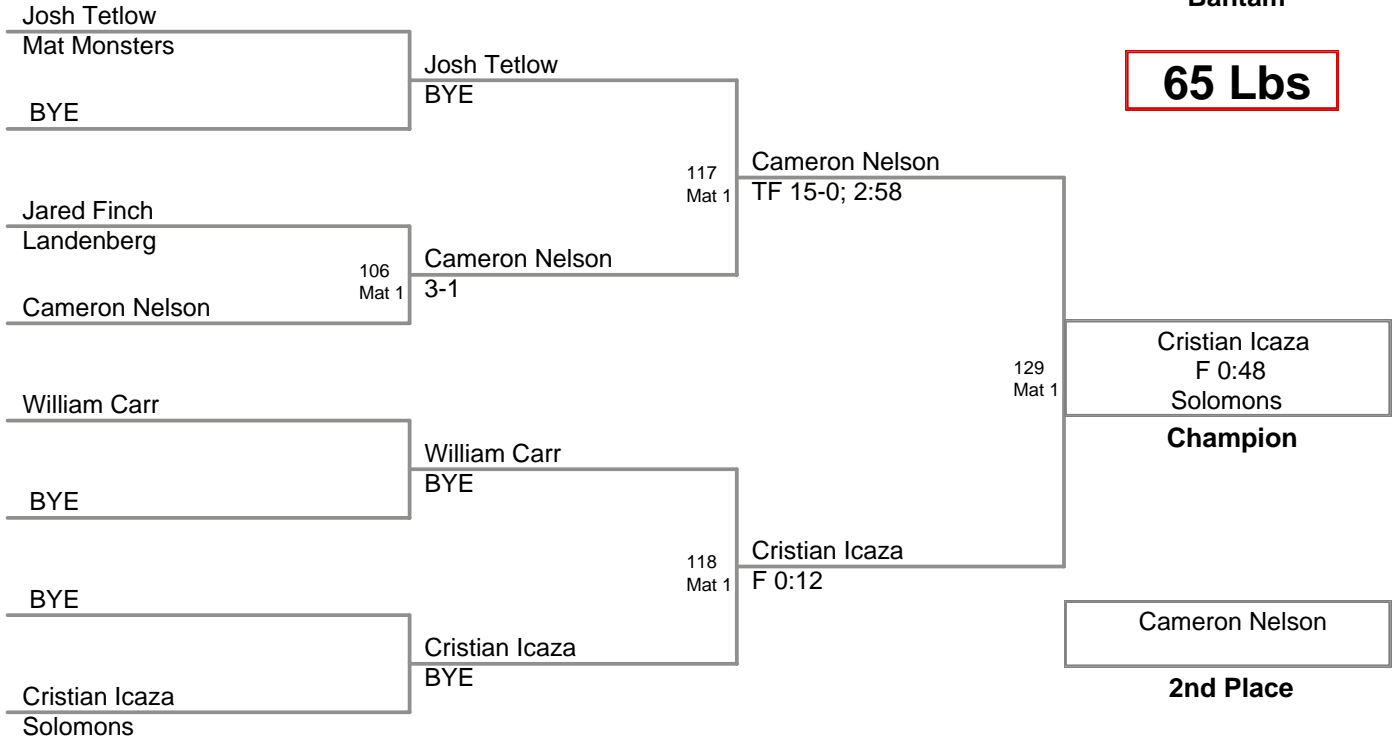 Bantam
65 Lbs
Josh Tetlow
Mat Monsters
BYE
Jared Finch
Landenberg
Cameron Nelson
William Carr
BYE
BYE
Cristian Icaza
Solomons
Josh Tetlow
BYE
106
Mat 1
Cameron Nelson
3-1
William Carr
BYE
Cristian Icaza
BYE
117
Mat 1
Cameron Nelson
TF 15-0; 2:58
118
Mat 1
Cristian Icaza
F 0:12
129
Mat 1
Cristian Icaza
F 0:48
Solomons
Champion
Cameron Nelson
2nd Place